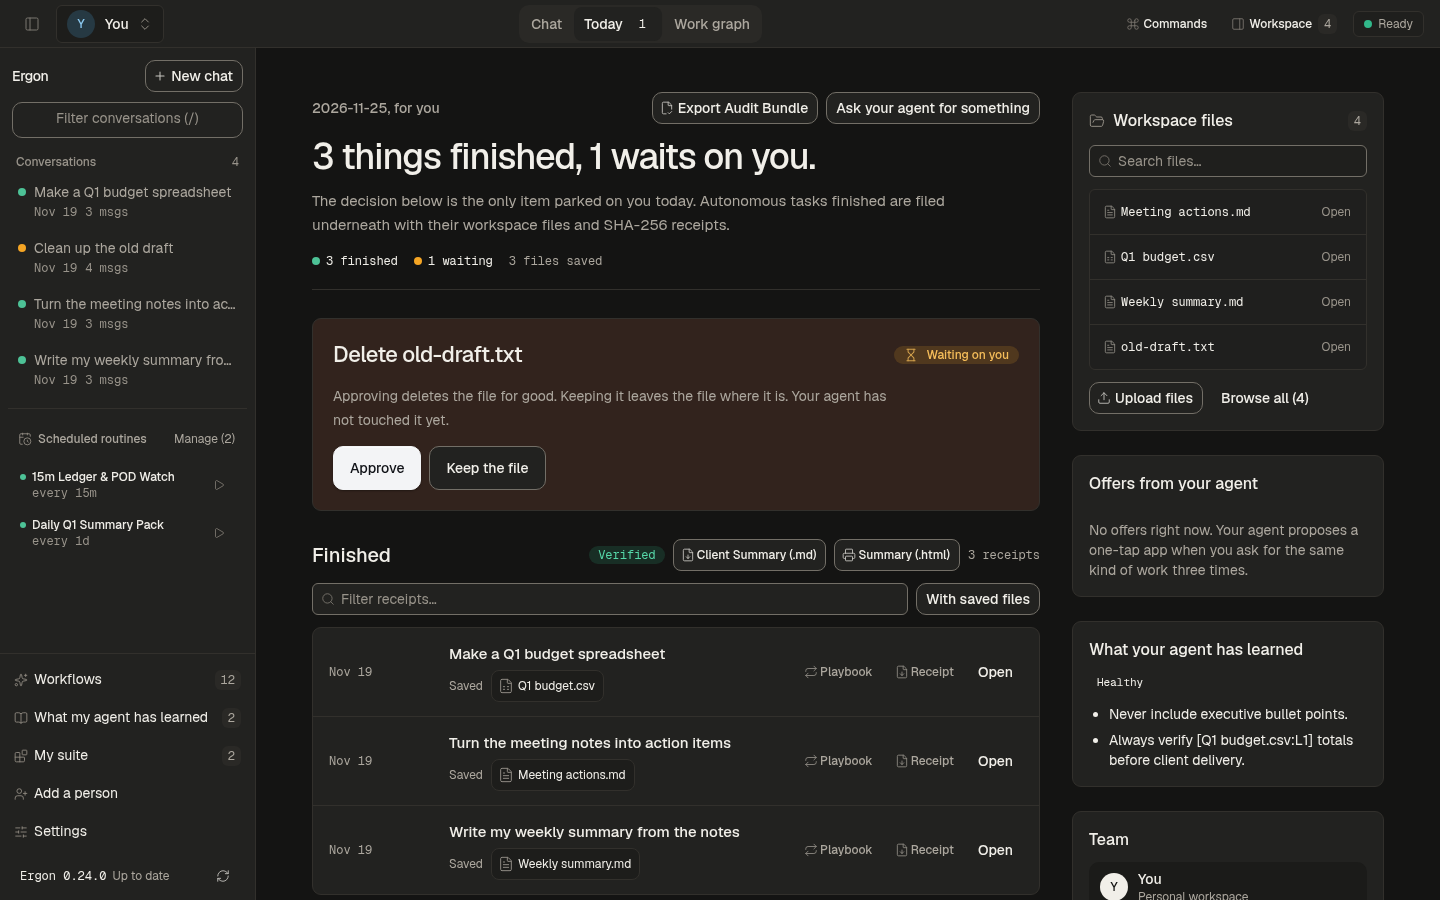 Y You
Chat
Today 1
Work graph
Commands
Workspace 4
Ready
Ergon
New chat
Filter conversations (/)
Conversations 4
Make a Q1 budget spreadsheet
Nov 19 3 msgs
Clean up the old draft
Nov 19 4 msgs
Turn the meeting notes into ac…
Nov 19 3 msgs
Write my weekly summary fro…
Nov 19 3 msgs
Scheduled routines
Manage (2)
15m Ledger & POD Watch
every 15m
Daily Q1 Summary Pack
every 1d
Workflows 12
What my agent has learned 2
My suite 2
Add a person
Settings
Ergon 0.24.0 Up to date
2026-11-25, for you
Export Audit Bundle
Ask your agent for something
3 things finished, 1 waits on you.
The decision below is the only item parked on you today. Autonomous tasks finished are filed
underneath with their workspace files and SHA-256 receipts.
3 finished 1 waiting 3 files saved
Delete old-draft.txt
Waiting on you
Approving deletes the file for good. Keeping it leaves the file where it is. Your agent has
not touched it yet.
Approve
Keep the file
Finished
Verified
Client Summary (.md)
Summary (.html)
3 receipts
Filter receipts…
With saved files
Nov 19
Make a Q1 budget spreadsheet
Saved Q1 budget.csv
Playbook
Receipt
Open
Nov 19
Turn the meeting notes into action items
Saved Meeting actions.md
Playbook
Receipt
Open
Nov 19
Write my weekly summary from the notes
Saved Weekly summary.md
Playbook
Receipt
Open
Workspace files 4
Search files…
Meeting actions.md Open
Q1 budget.csv Open
Weekly summary.md Open
old-draft.txt Open
Upload files
Browse all (4)
Offers from your agent
No offers right now. Your agent proposes a
one-tap app when you ask for the same
kind of work three times.
What your agent has learned
Healthy
Never include executive bullet points.
Always verify [Q1 budget.csv:L1] totals
before client delivery.
Team
Y You
Personal workspace